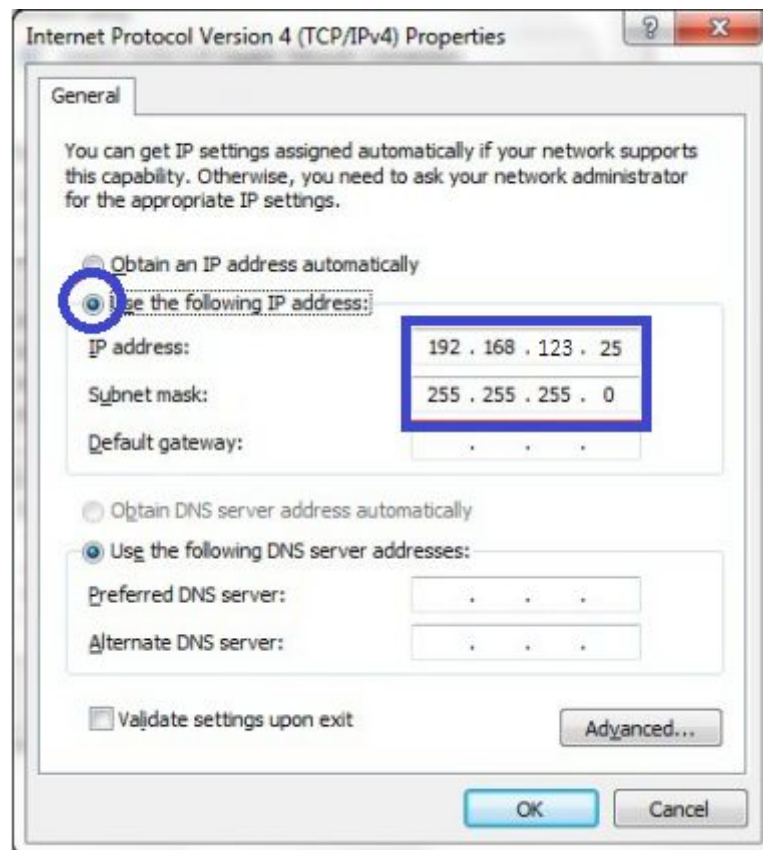 Internet Protocol Version 4 (TCP/IPv4) Properties
General
You can get IP settings assigned automatically if your network supports
this capability. Otherwise, you need to ask your network administrator
for the appropriate IP settings.
Obtain an IP address automatically
Use the following IP address:
IP address: 192 . 168 . 123 . 25
Subnet mask: 255 . 255 . 255 . 0
Default gateway: . . .
Obtain DNS server address automatically
Use the following DNS server addresses:
Preferred DNS server: . . .
Alternate DNS server: . . .
Validate settings upon exit
Advanced...
OK Cancel